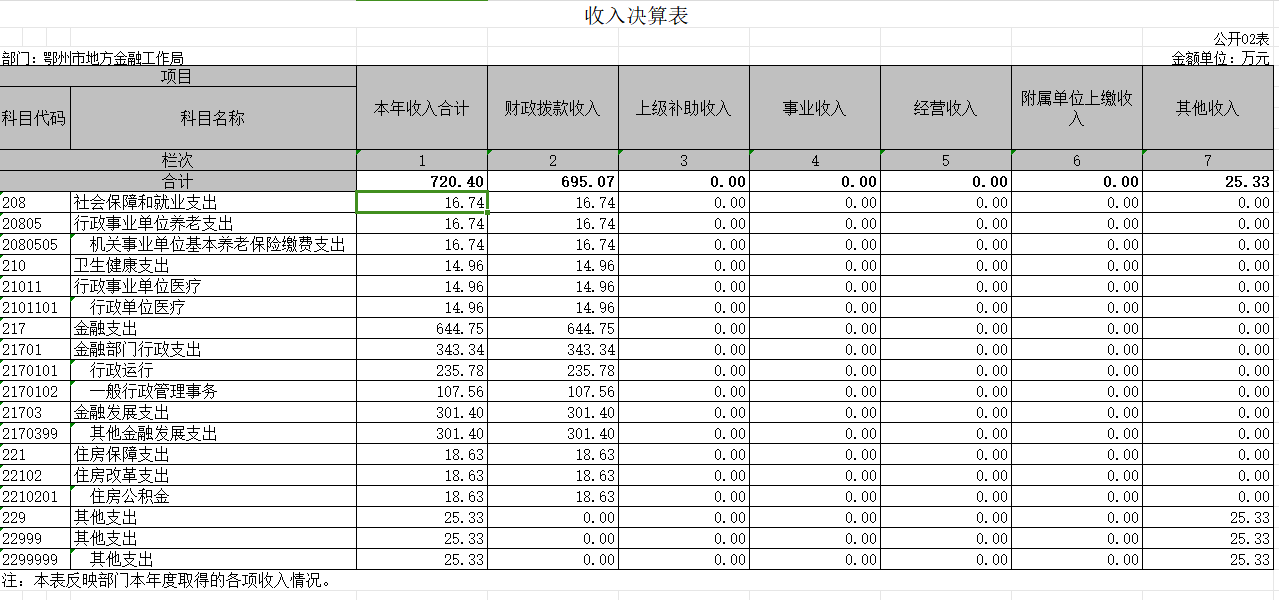 收入决算表
公开02表
部门：鄂州市地方金融工作局 金额单位：万元
项目 本年收入合计 财政拨款收入 上级补助收入 事业收入 经营收入 附属单位上缴收入 其他收入
科目代码 科目名称
栏次 1 2 3 4 5 6 7
合计 720.40 695.07 0.00 0.00 0.00 0.00 25.33
208 社会保障和就业支出 16.74 16.74 0.00 0.00 0.00 0.00 0.00
20805 行政事业单位养老支出 16.74 16.74 0.00 0.00 0.00 0.00 0.00
2080505 机关事业单位基本养老保险缴费支出 16.74 16.74 0.00 0.00 0.00 0.00 0.00
210 卫生健康支出 14.96 14.96 0.00 0.00 0.00 0.00 0.00
21011 行政事业单位医疗 14.96 14.96 0.00 0.00 0.00 0.00 0.00
2101101 行政单位医疗 14.96 14.96 0.00 0.00 0.00 0.00 0.00
217 金融支出 644.75 644.75 0.00 0.00 0.00 0.00 0.00
21701 金融部门行政支出 343.34 343.34 0.00 0.00 0.00 0.00 0.00
2170101 行政运行 235.78 235.78 0.00 0.00 0.00 0.00 0.00
2170102 一般行政管理事务 107.56 107.56 0.00 0.00 0.00 0.00 0.00
21703 金融发展支出 301.40 301.40 0.00 0.00 0.00 0.00 0.00
2170399 其他金融发展支出 301.40 301.40 0.00 0.00 0.00 0.00 0.00
221 住房保障支出 18.63 18.63 0.00 0.00 0.00 0.00 0.00
22102 住房改革支出 18.63 18.63 0.00 0.00 0.00 0.00 0.00
2210201 住房公积金 18.63 18.63 0.00 0.00 0.00 0.00 0.00
229 其他支出 25.33 0.00 0.00 0.00 0.00 0.00 25.33
22999 其他支出 25.33 0.00 0.00 0.00 0.00 0.00 25.33
2299999 其他支出 25.33 0.00 0.00 0.00 0.00 0.00 25.33
注：本表反映部门本年度取得的各项收入情况。